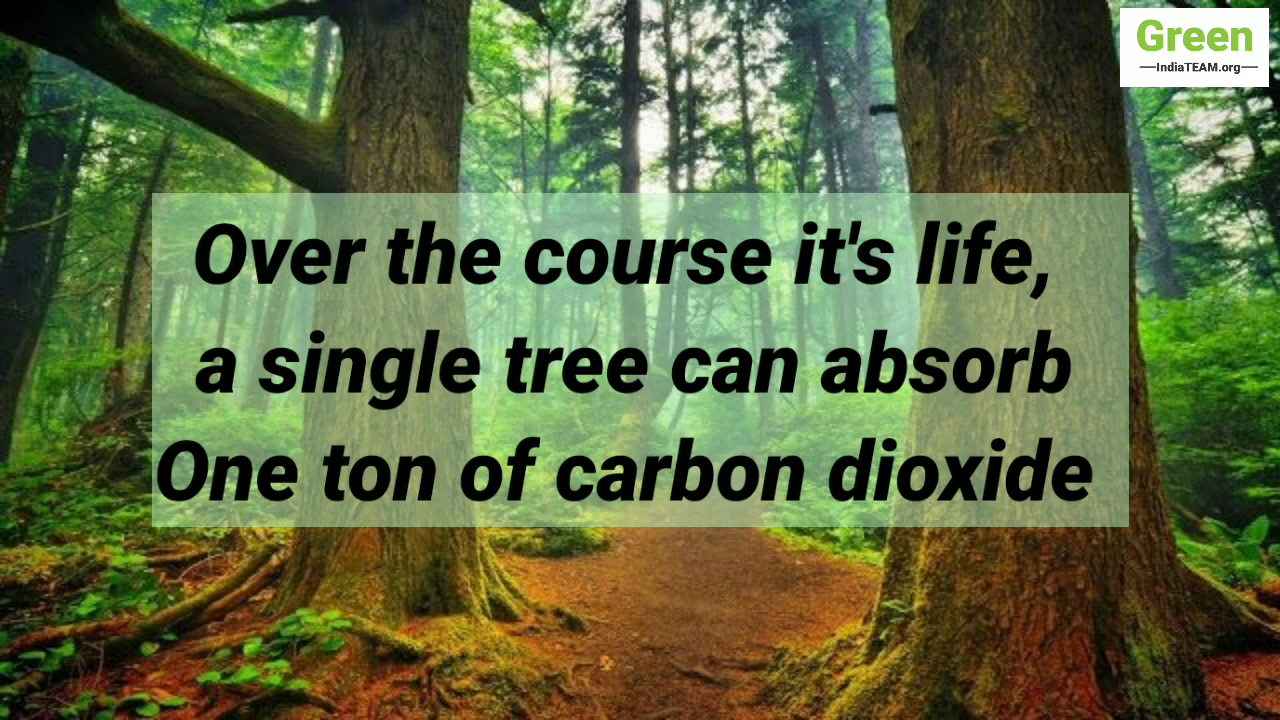 Green
IndiaTEAM.org
Over the course it's life,
a single tree can absorb
One ton of carbon dioxide